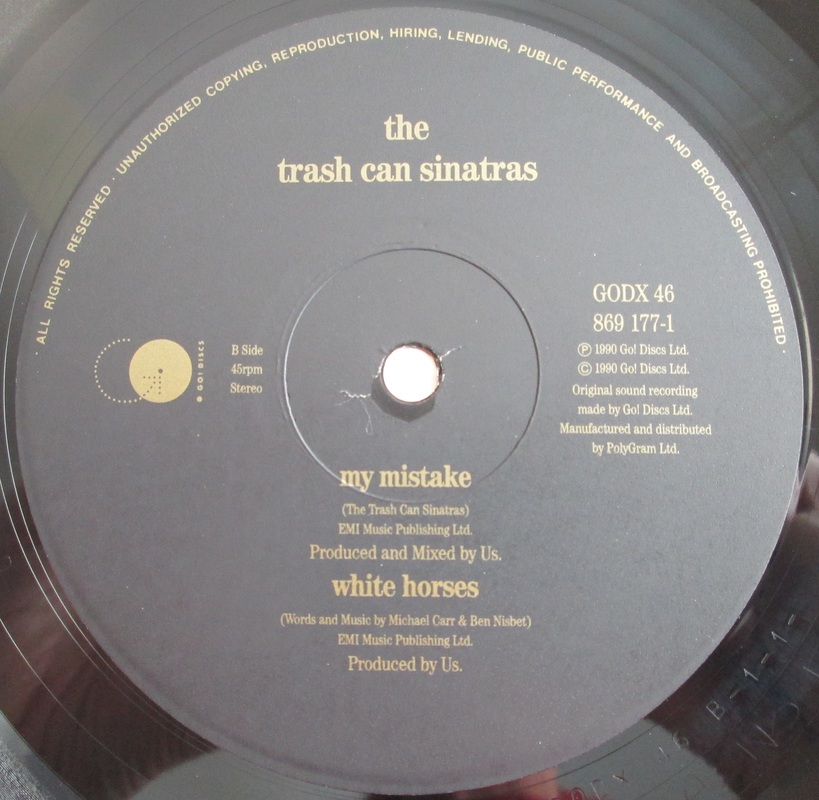 · ALL RIGHTS RESERVED · UNAUTHORIZED COPYING, REPRODUCTION, HIRING, LENDING, PUBLIC PERFORMANCE AND BROADCASTING PROHIBITED ·
the
trash can sinatras
GODX 46
869 177-1
Ⓟ 1990 Go! Discs Ltd.
© 1990 Go! Discs Ltd.
Original sound recording
made by Go! Discs Ltd.
Manufactured and distributed
by PolyGram Ltd.
GO! DISCS
B Side
45rpm
Stereo
my mistake
(The Trash Can Sinatras)
EMI Music Publishing Ltd.
Produced and Mixed by Us.
white horses
(Words and Music by Michael Carr & Ben Nisbet)
EMI Music Publishing Ltd.
Produced by Us.